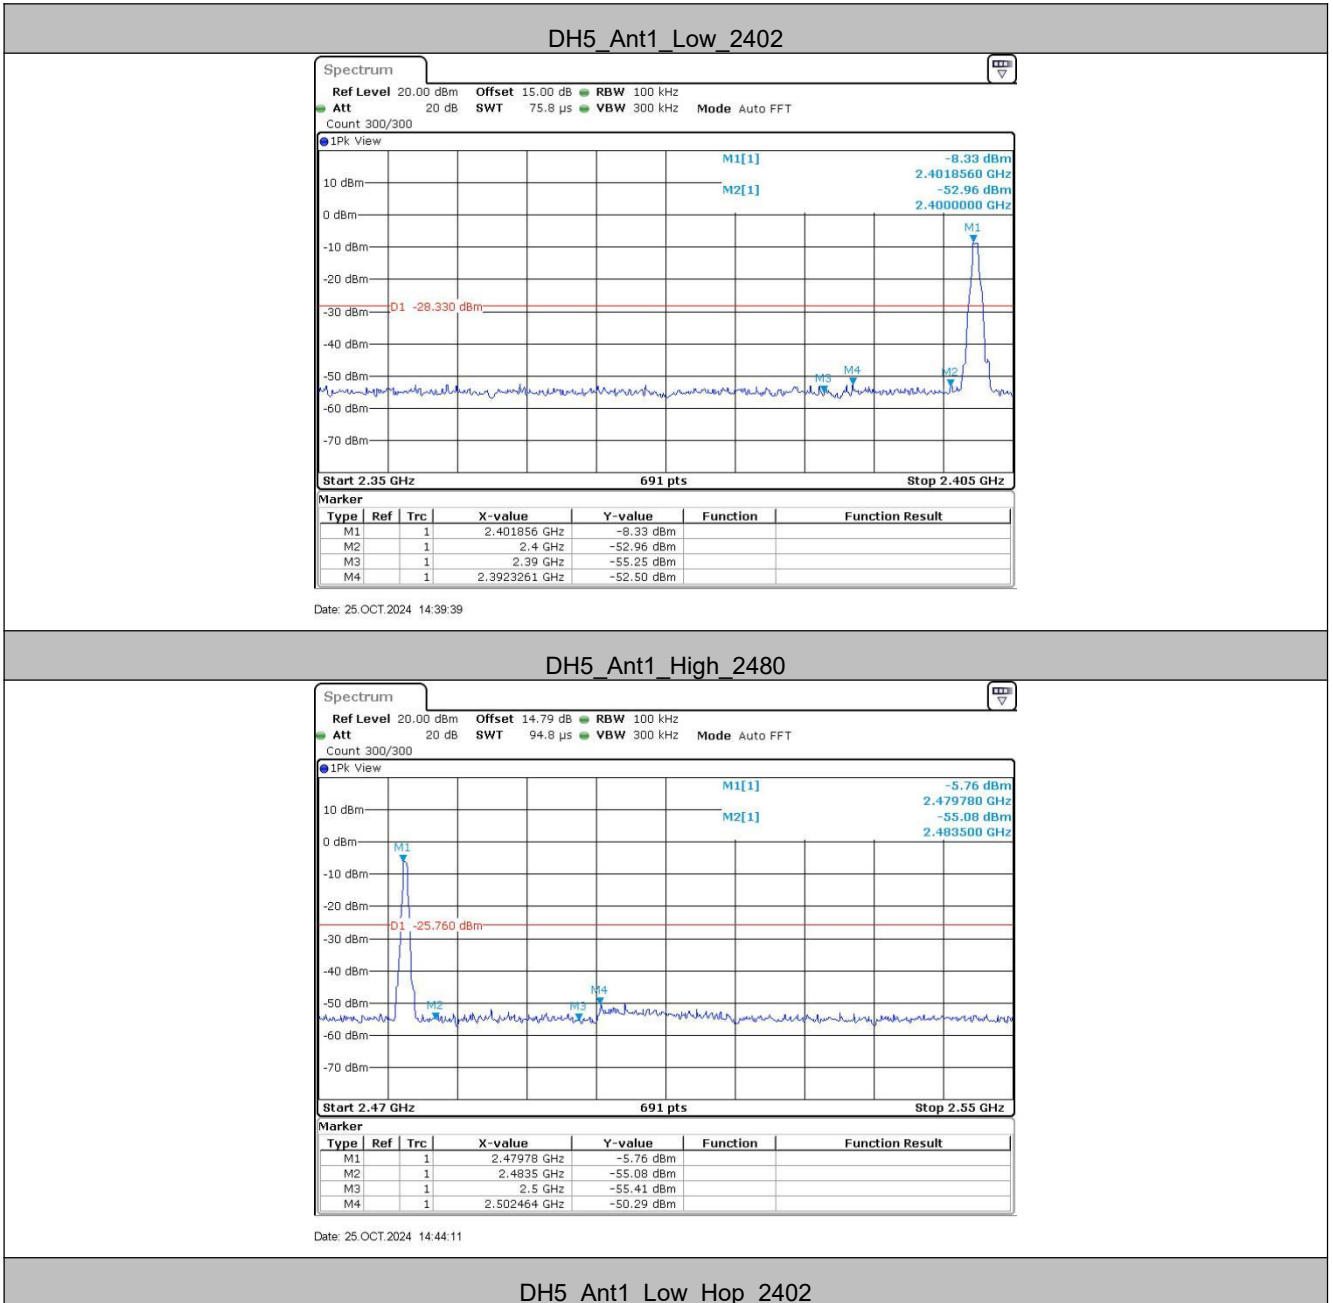 DH5_Ant1_Low_2402
Spectrum
Ref Level 20.00 dBm Offset 15.00 dB RBW 100 kHz
Att 20 dB SWT 75.8 µs VBW 300 kHz Mode Auto FFT
Count 300/300
1Pk View
M1[1] -8.33 dBm
2.4018560 GHz
10 dBm
M2[1] -52.96 dBm
2.4000000 GHz
0 dBm
M1
-10 dBm
-20 dBm
D1 -28.330 dBm
-30 dBm
-40 dBm
-50 dBm
M3 M4 M2
-60 dBm
-70 dBm
Start 2.35 GHz 691 pts Stop 2.405 GHz
Marker
Type Ref Trc X-value Y-value Function Function Result
M1 1 2.401856 GHz -8.33 dBm
M2 1 2.4 GHz -52.96 dBm
M3 1 2.39 GHz -55.25 dBm
M4 1 2.3923261 GHz -52.50 dBm
Date: 25.OCT.2024 14:39:39
DH5_Ant1_High_2480
Spectrum
Ref Level 20.00 dBm Offset 14.79 dB RBW 100 kHz
Att 20 dB SWT 94.8 µs VBW 300 kHz Mode Auto FFT
Count 300/300
1Pk View
M1[1] -5.76 dBm
2.479780 GHz
10 dBm
M2[1] -55.08 dBm
2.483500 GHz
0 dBm
M1
-10 dBm
-20 dBm
D1 -25.760 dBm
-30 dBm
-40 dBm
M4
-50 dBm
M2 M3
-60 dBm
-70 dBm
Start 2.47 GHz 691 pts Stop 2.55 GHz
Marker
Type Ref Trc X-value Y-value Function Function Result
M1 1 2.47978 GHz -5.76 dBm
M2 1 2.4835 GHz -55.08 dBm
M3 1 2.5 GHz -55.41 dBm
M4 1 2.502464 GHz -50.29 dBm
Date: 25.OCT.2024 14:44:11
DH5_Ant1_Low_Hop_2402